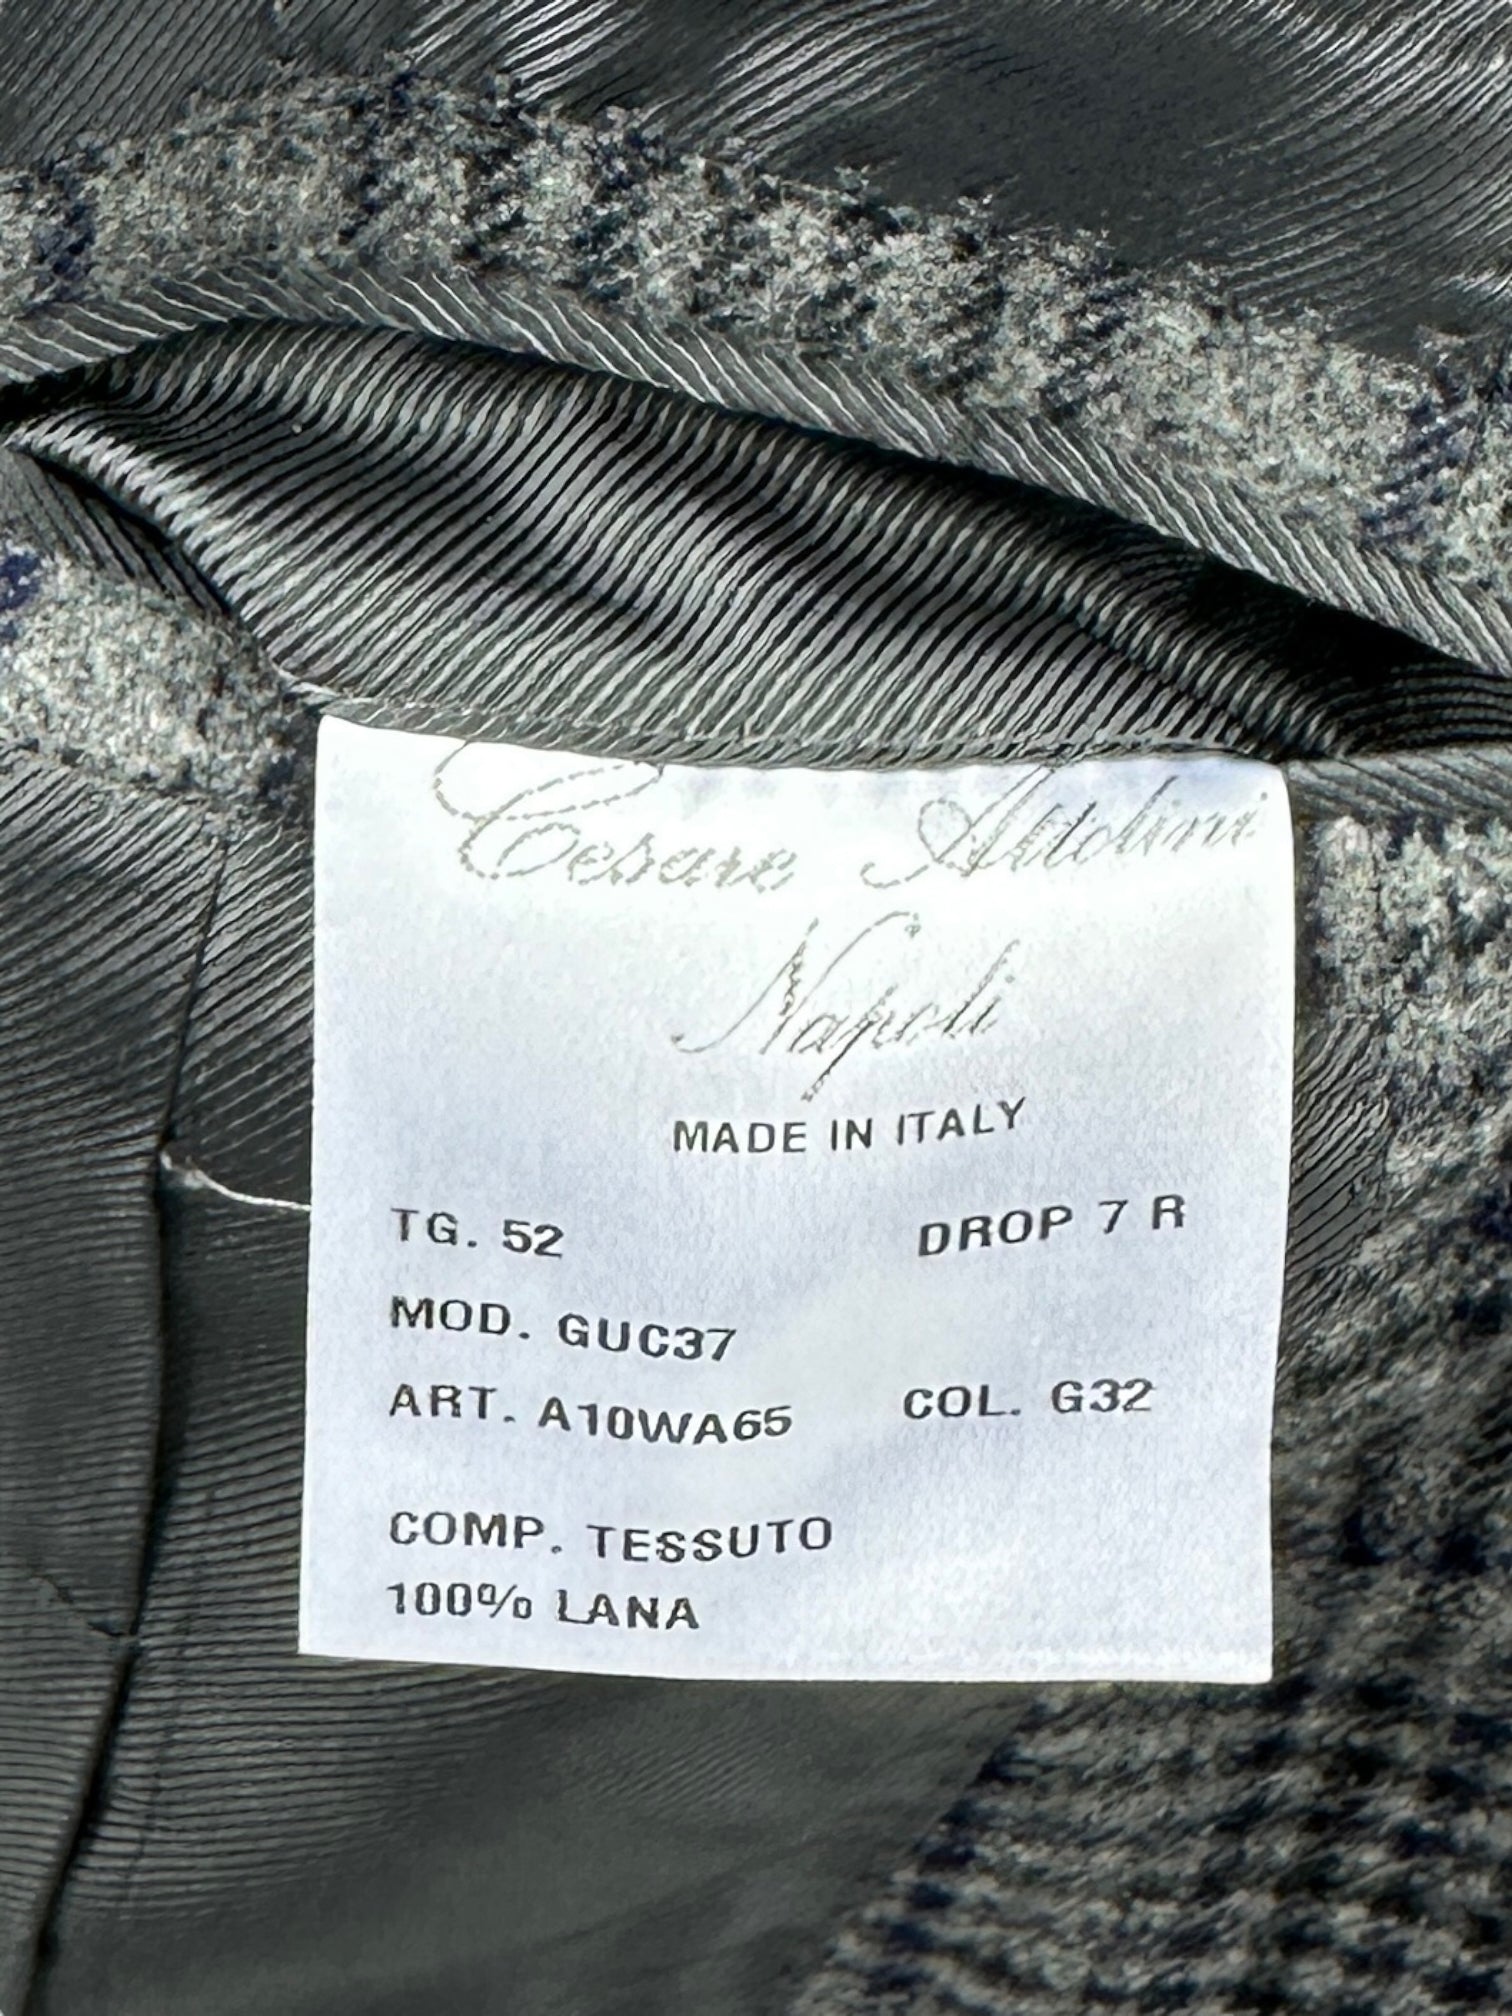 Cesare Attolini
Napoli
MADE IN ITALY
TG. 52 DROP 7 R
MOD. GUC37
ART. A10WA65 COL. G32
COMP. TESSUTO
100% LANA